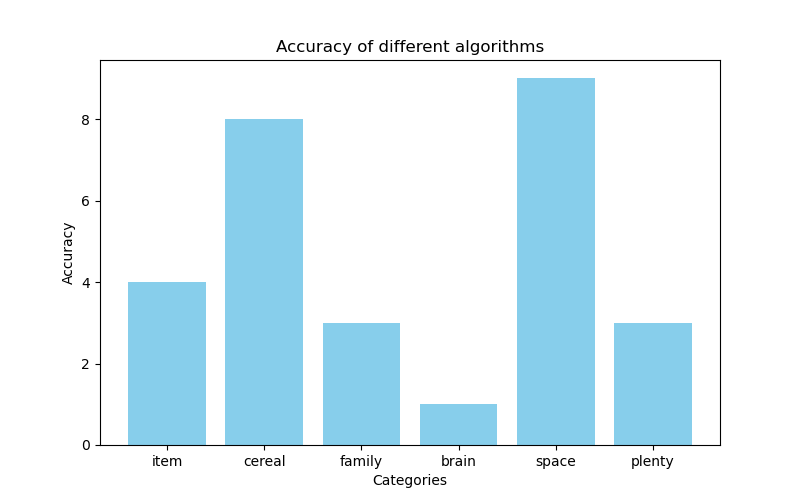 Accuracy of different algorithms
Accuracy
8
6
4
2
0
item cereal family brain space plenty
Categories